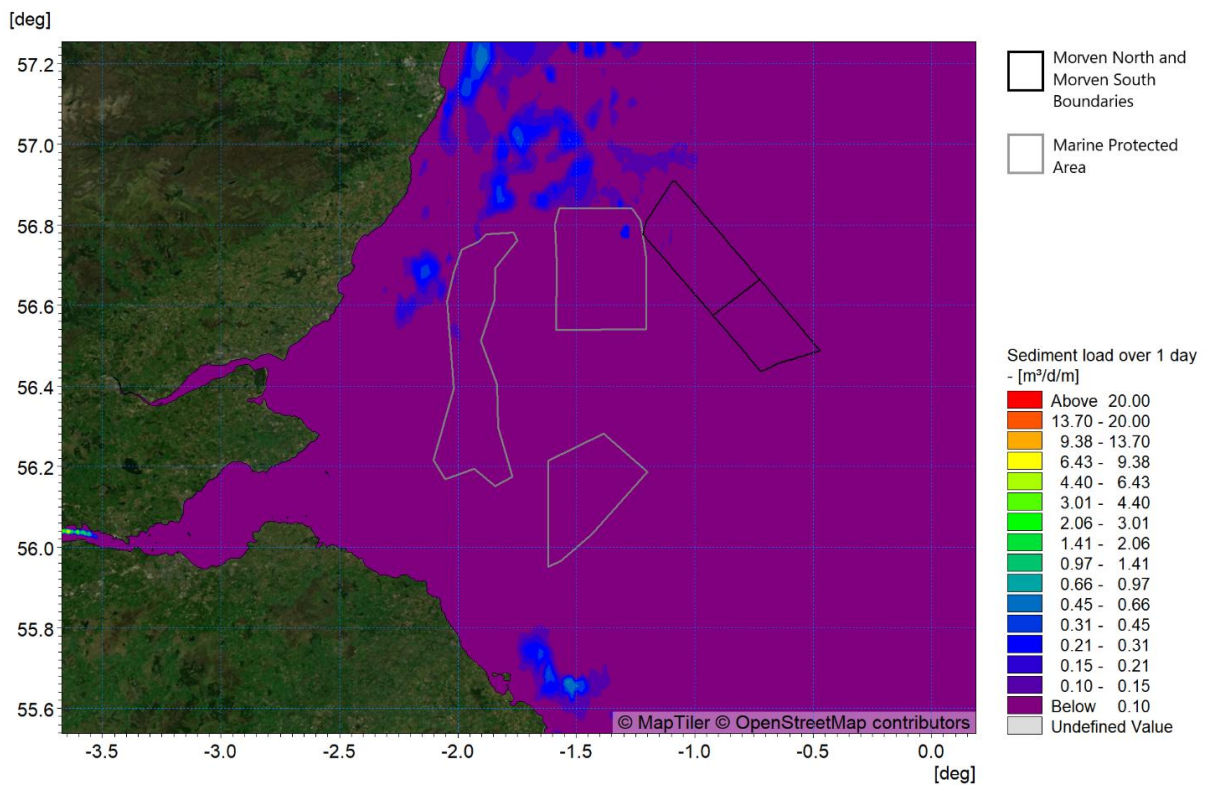 [deg]
57.2
57.0
56.8
56.6
56.4
56.2
56.0
55.8
55.6
-3.5 -3.0 -2.5 -2.0 -1.5 -1.0 -0.5 0.0
[deg]
© MapTiler © OpenStreetMap contributors
Morven North and
Morven South
Boundaries
Marine Protected
Area
Sediment load over 1 day
- [m³/d/m]
Above 20.00
13.70 - 20.00
9.38 - 13.70
6.43 - 9.38
4.40 - 6.43
3.01 - 4.40
2.06 - 3.01
1.41 - 2.06
0.97 - 1.41
0.66 - 0.97
0.45 - 0.66
0.31 - 0.45
0.21 - 0.31
0.15 - 0.21
0.10 - 0.15
Below 0.10
Undefined Value